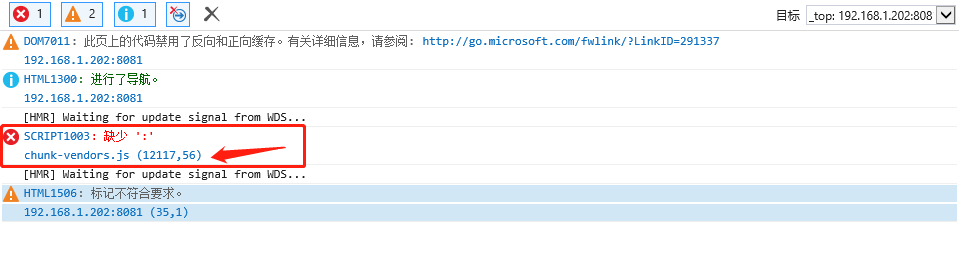 1 2 1 目标 _top: 192.168.1.202:808
DOM7011: 此页上的代码禁用了反向和正向缓存。有关详细信息，请参阅: http://go.microsoft.com/fwlink/?LinkID=291337
192.168.1.202:8081
HTML1300: 进行了导航。
192.168.1.202:8081
[HMR] Waiting for update signal from WDS...
SCRIPT1003: 缺少 ':'
chunk-vendors.js (12117,56)
[HMR] Waiting for update signal from WDS...
HTML1506: 标记不符合要求。
192.168.1.202:8081 (35,1)